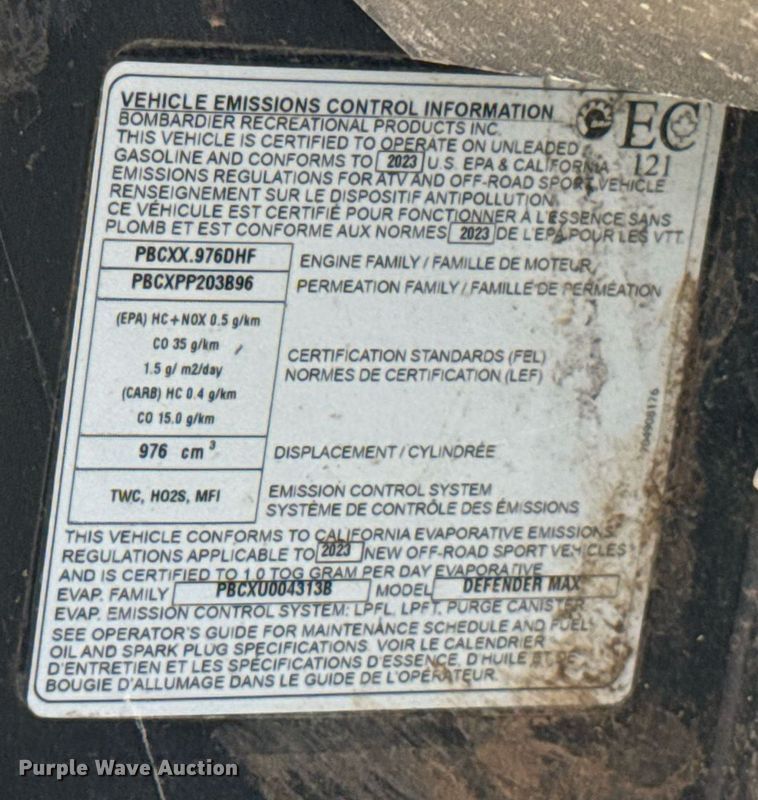 VEHICLE EMISSIONS CONTROL INFORMATION
EC
121
BOMBARDIER RECREATIONAL PRODUCTS INC.
THIS VEHICLE IS CERTIFIED TO OPERATE ON UNLEADED
GASOLINE AND CONFORMS TO 2023 U.S. EPA & CALIFORNIA
EMISSIONS REGULATIONS FOR ATV AND OFF-ROAD SPORT VEHICLE
RENSEIGNEMENT SUR LE DISPOSITIF ANTIPOLLUTION
CE VÉHICULE EST CERTIFIÉ POUR FONCTIONNER À L'ESSENCE SANS
PLOMB ET EST CONFORME AUX NORMES 2023 DE L'EPA POUR LES VTT.
PBCXX.976DHF ENGINE FAMILY / FAMILLE DE MOTEUR
PBCXPP203B96 PERMEATION FAMILY / FAMILLE DE PERMÉATION
(EPA) HC+NOX 0.5 g/km
CO 35 g/km
1.5 g/ m2/day
(CARB) HC 0.4 g/km
CO 15.0 g/km
CERTIFICATION STANDARDS (FEL)
NORMES DE CERTIFICATION (LEF)
976 cm³ DISPLACEMENT / CYLINDRÉE
TWC, HO2S, MFI
EMISSION CONTROL SYSTEM
SYSTÈME DE CONTRÔLE DES ÉMISSIONS
704908176
THIS VEHICLE CONFORMS TO CALIFORNIA EVAPORATIVE EMISSIONS
REGULATIONS APPLICABLE TO 2023 NEW OFF-ROAD SPORT VEHICLES
AND IS CERTIFIED TO 1.0 TOG GRAM PER DAY EVAPORATIVE
EVAP. FAMILY PBCXU004313B MODEL DEFENDER MAX
EVAP. EMISSION CONTROL SYSTEM: LPFL, LPFT, PURGE CANISTER
SEE OPERATOR'S GUIDE FOR MAINTENANCE SCHEDULE AND FUEL,
OIL AND SPARK PLUG SPECIFICATIONS. VOIR LE CALENDRIER
D'ENTRETIEN ET LES SPÉCIFICATIONS D'ESSENCE, D'HUILE ET DE
BOUGIE D'ALLUMAGE DANS LE GUIDE DE L'OPÉRATEUR.
Purple Wave Auction